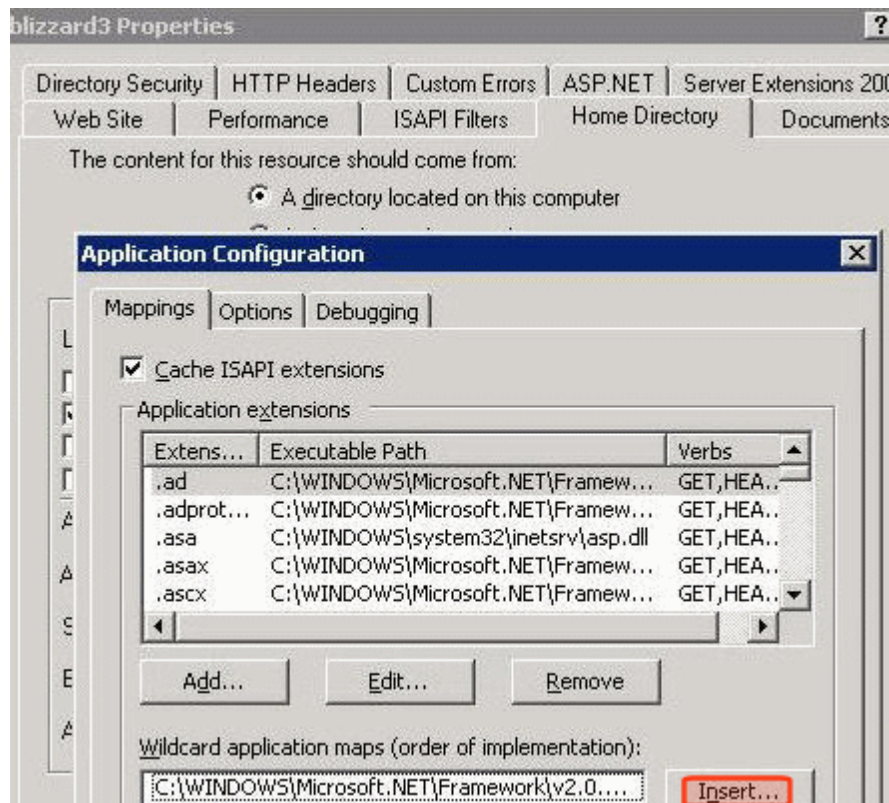 blizzard3 Properties ?
Directory Security HTTP Headers Custom Errors ASP.NET Server Extensions 200
Web Site Performance ISAPI Filters Home Directory Documents
The content for this resource should come from:
A directory located on this computer
Application Configuration
Mappings Options Debugging
Cache ISAPI extensions
Application extensions
Extens... Executable Path Verbs
.ad C:\WINDOWS\Microsoft.NET\Framew... GET,HEA..
.adprot... C:\WINDOWS\Microsoft.NET\Framew... GET,HEA..
.asa C:\WINDOWS\system32\inetsrv\asp.dll GET,HEA..
.asax C:\WINDOWS\Microsoft.NET\Framew... GET,HEA..
.ascx C:\WINDOWS\Microsoft.NET\Framew... GET,HEA..
Add... Edit... Remove
Wildcard application maps (order of implementation):
C:\WINDOWS\Microsoft.NET\Framework\v2.0.... Insert...